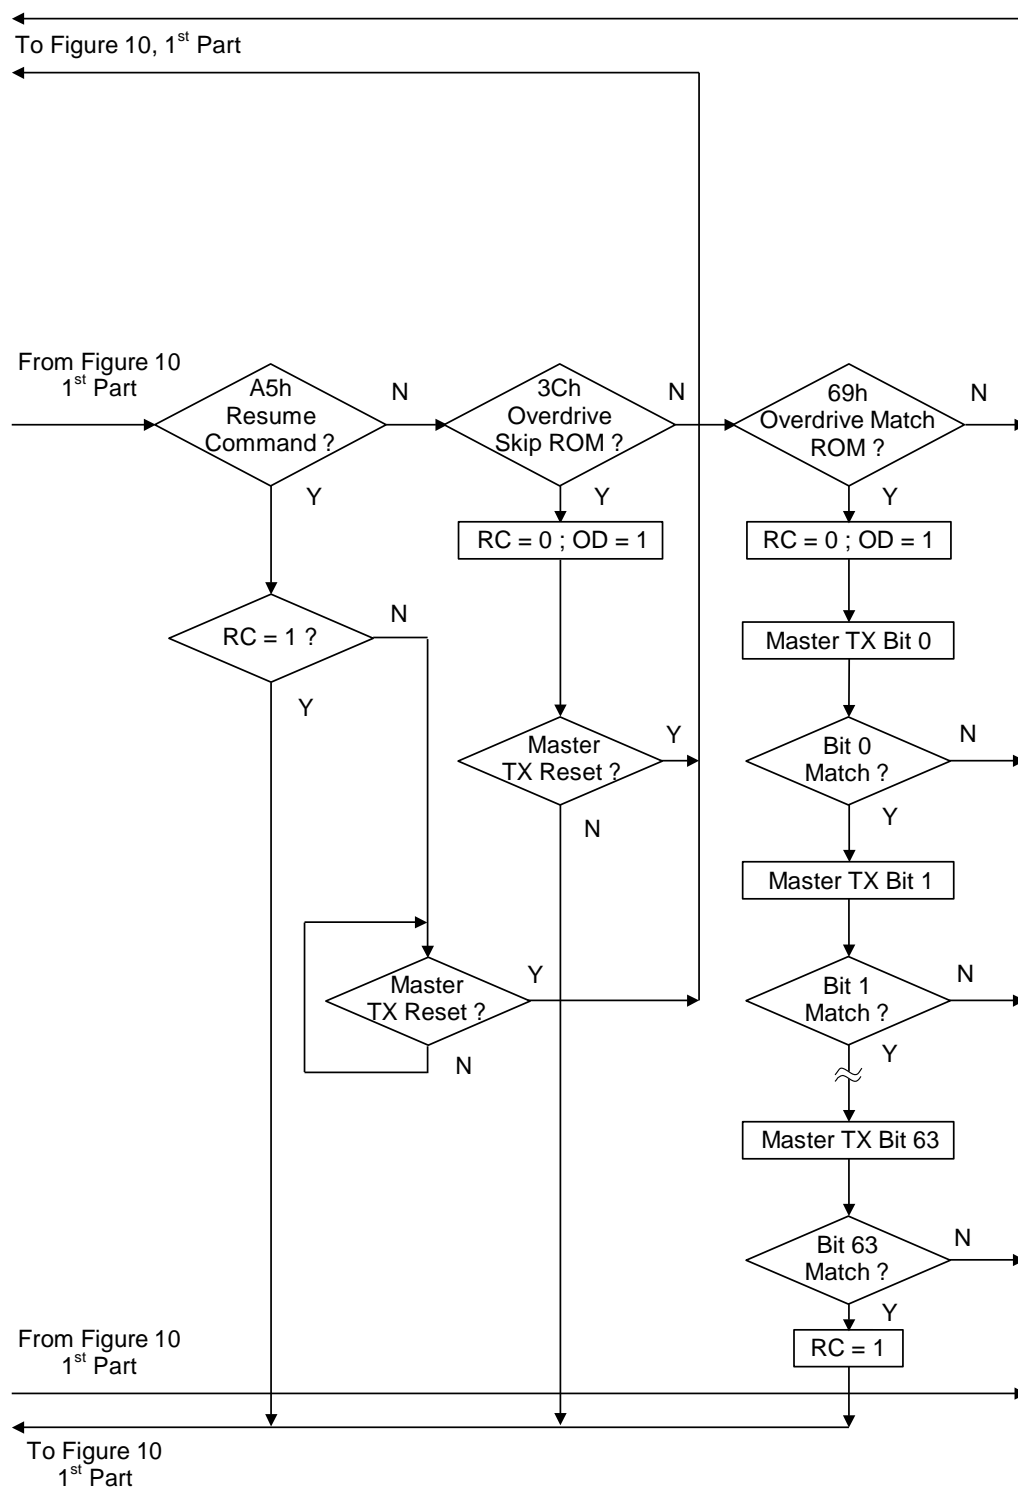 To Figure 10, 1st Part
From Figure 10
1st Part
A5h
Resume
Command ?
N
3Ch
Overdrive
Skip ROM ?
N
69h
Overdrive Match
ROM ?
N
Y
Y
Y
RC = 0 ; OD = 1
RC = 0 ; OD = 1
RC = 1 ?
N
Y
Master TX Bit 0
Master
TX Reset ?
Y
N
Bit 0
Match ?
N
Y
Master TX Bit 1
Master
TX Reset ?
Y
N
Bit 1
Match ?
N
Y
Master TX Bit 63
Bit 63
Match ?
N
Y
RC = 1
From Figure 10
1st Part
To Figure 10
1st Part